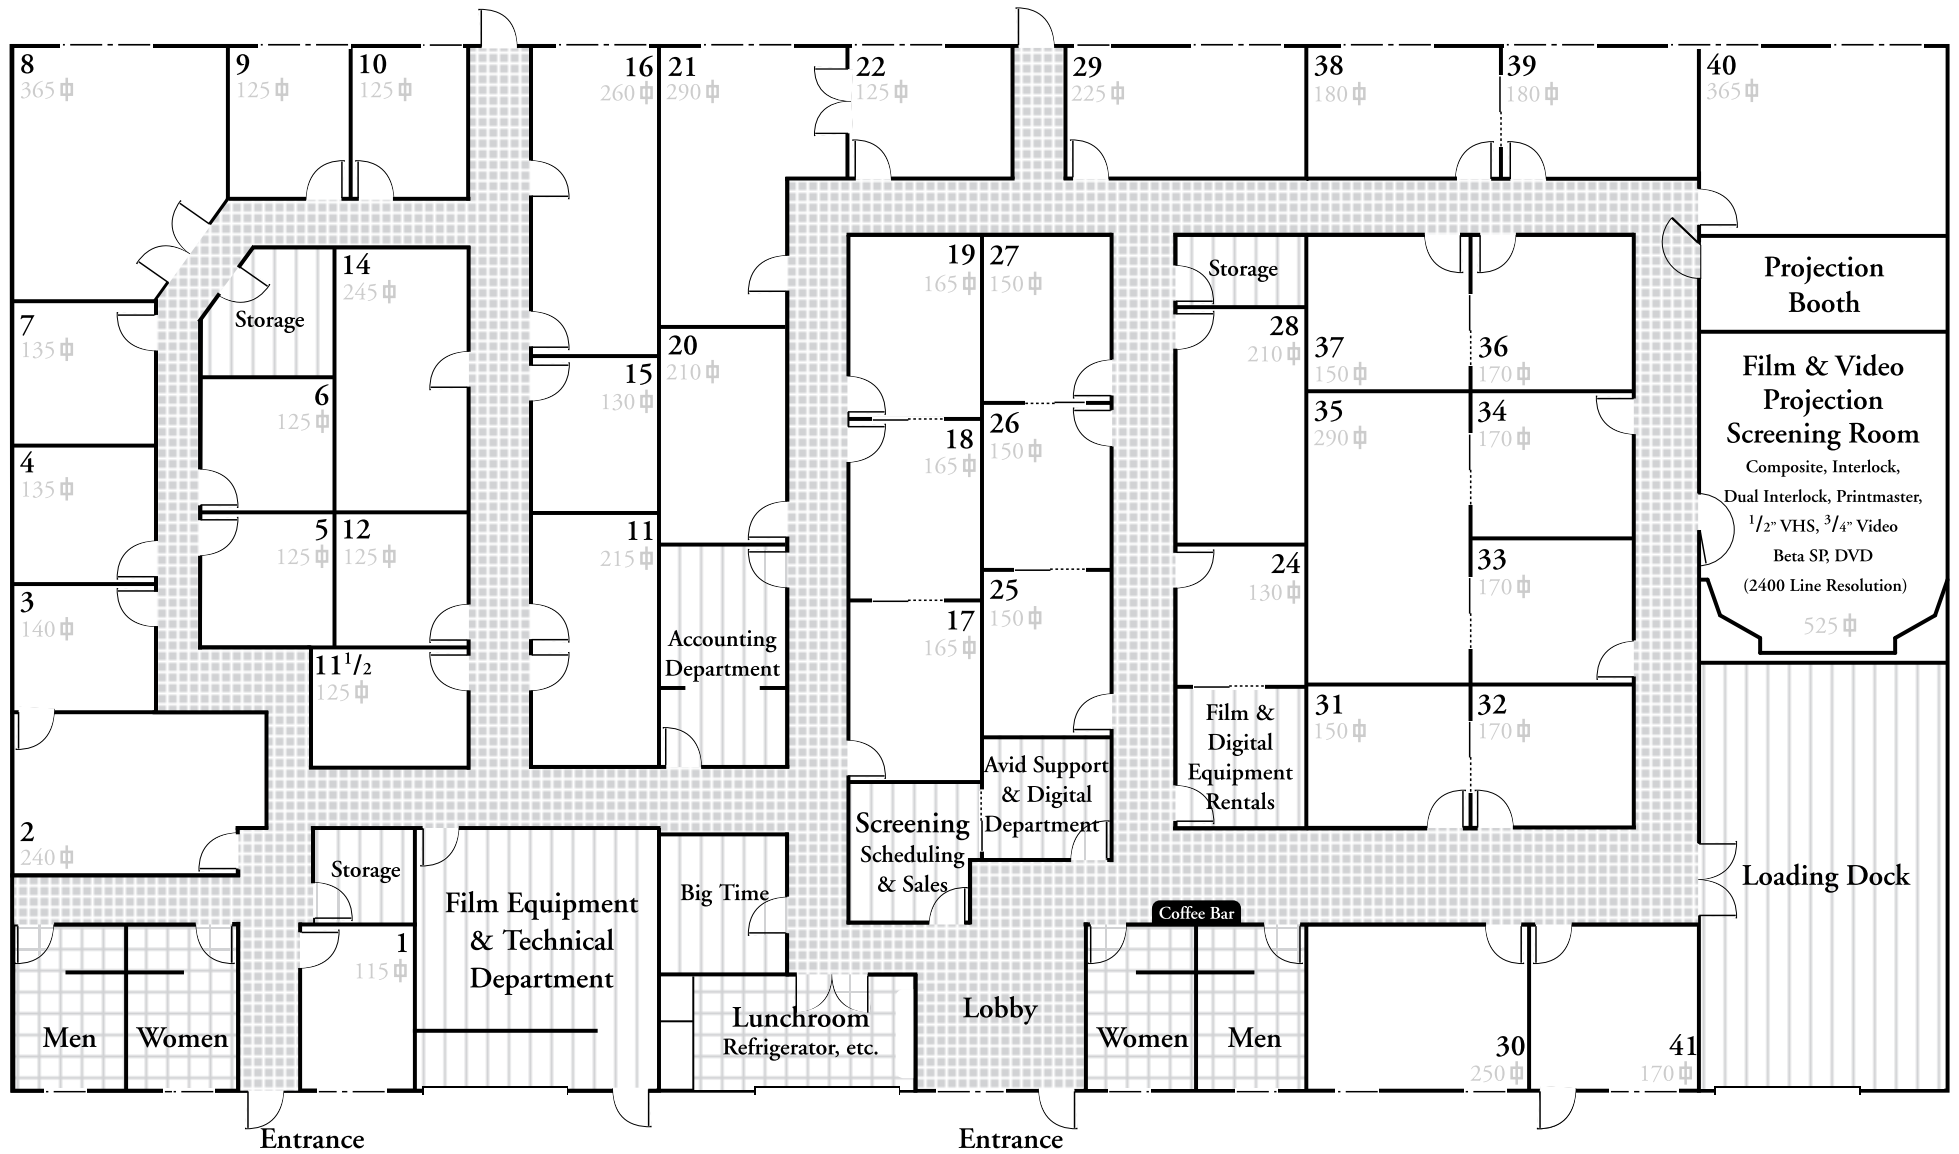 8
365
9
125
10
125
16
260
21
290
22
125
29
225
38
180
39
180
40
365
7
135
Storage
14
245
6
125
4
135
5
125
12
125
3
140
11 1/2
125
2
240
15
130
11
215
20
210
Accounting
Department
19
165
27
150
18
165
26
150
17
165
25
150
Storage
28
210
24
130
Film &
Digital
Equipment
Rentals
37
150
36
170
35
290
34
170
33
170
31
150
32
170
Projection
Booth
Film & Video
Projection
Screening Room
Composite, Interlock,
Dual Interlock, Printmaster,
1/2" VHS, 3/4" Video
Beta SP, DVD
(2400 Line Resolution)
525
Avid Support
& Digital
Department
Screening
Scheduling
& Sales
Loading Dock
Storage
1
115
Film Equipment
& Technical
Department
Big Time
Coffee Bar
Men
Women
Lunchroom
Refrigerator, etc.
Lobby
Women
Men
30
250
41
170
Entrance
Entrance